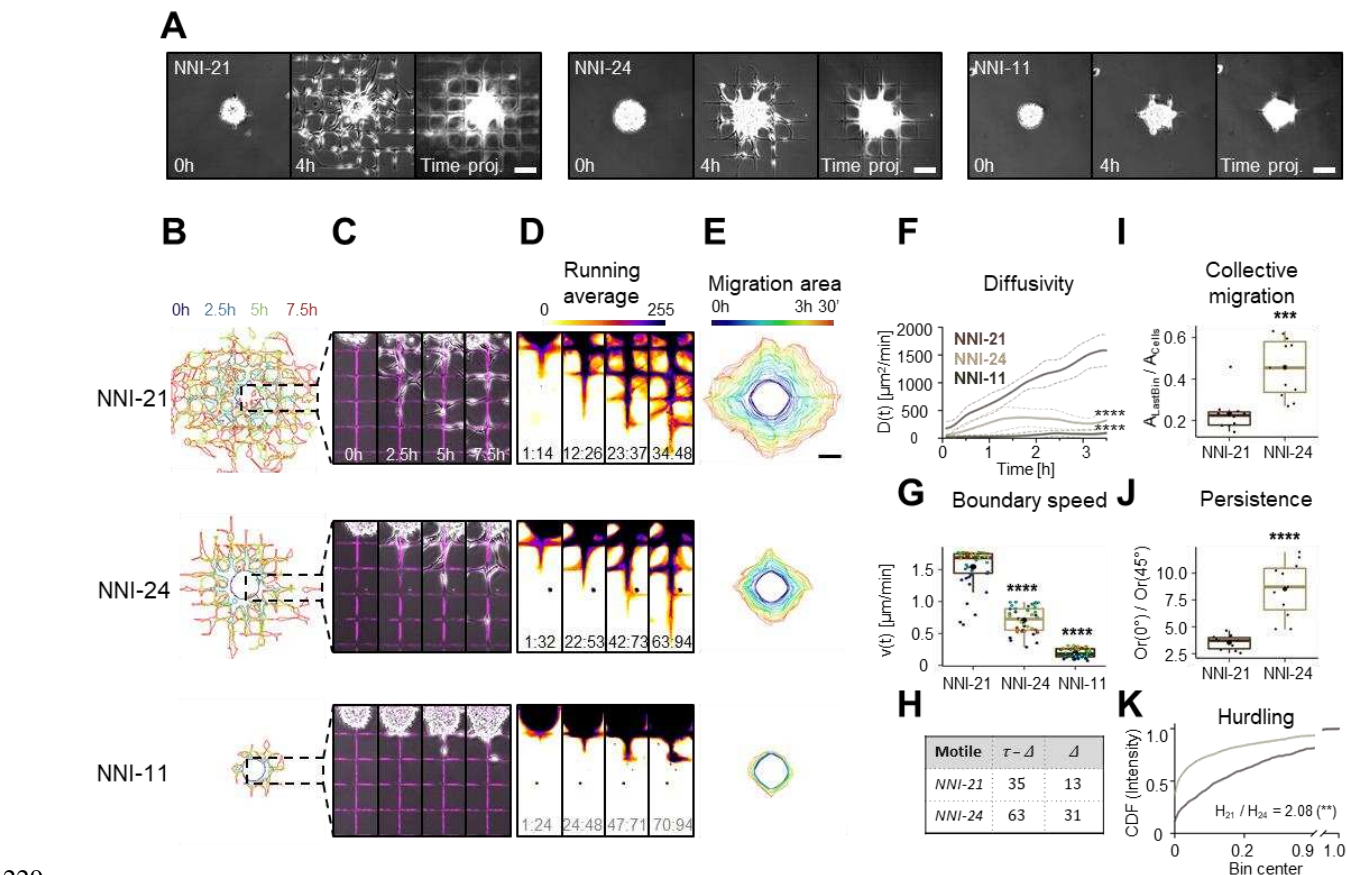 A
NNI-21
0h
4h
Time proj.
NNI-24
0h
4h
Time proj.
NNI-11
0h
4h
Time proj.
B
C
D
E
F
I
Running
average
0
255
Migration area
0h
3h 30’
Diffusivity
Collective
migration
0h 2.5h 5h 7.5h
NNI-21
0h
2.5h
5h
7.5h
1:14
12:26
23:37
34:48
D(t) [µm²/min]
2000
1500
1000
500
0
NNI-21
NNI-24
NNI-11
****
****
0 1 2 3
Time [h]
ALastBin / ACells
0.6
0.4
0.2
***
NNI-21 NNI-24
NNI-24
1:32
22:53
42:73
63:94
G
Boundary speed
v(t) [µm/min]
1.5
1.0
0.5
0
****
****
NNI-21 NNI-24 NNI-11
J
Persistence
Or(0°) / Or(45°)
10.0
7.5
5.0
2.5
****
NNI-21 NNI-24
NNI-11
1:24
24:48
47:71
70:94
H
Motile τ – Δ Δ
NNI-21 35 13
NNI-24 63 31
K
Hurdling
CDF (Intensity)
1.0
0.5
0
H21 / H24 = 2.08 (**)
0 0.2 0.9 1.0
Bin center